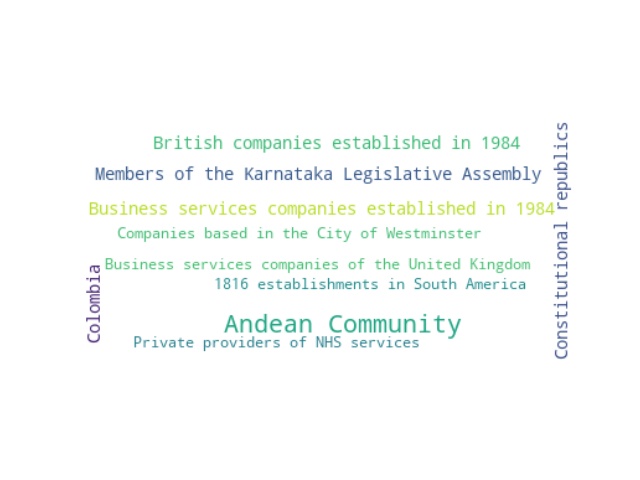 British companies established in 1984
Members of the Karnataka Legislative Assembly
Business services companies established in 1984
Companies based in the City of Westminster
Business services companies of the United Kingdom
1816 establishments in South America
Andean Community
Private providers of NHS services
Colombia
Constitutional republics